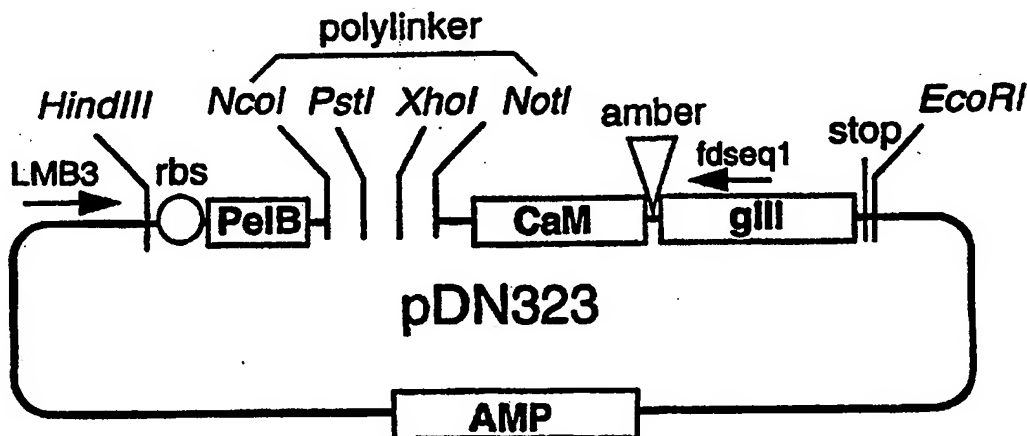 polylinker
HindIII NcoI PstI XhoI NotI amber stop EcoRI
LMB3 rbs fdseq1
PelB CaM gIII
pDN323
AMP